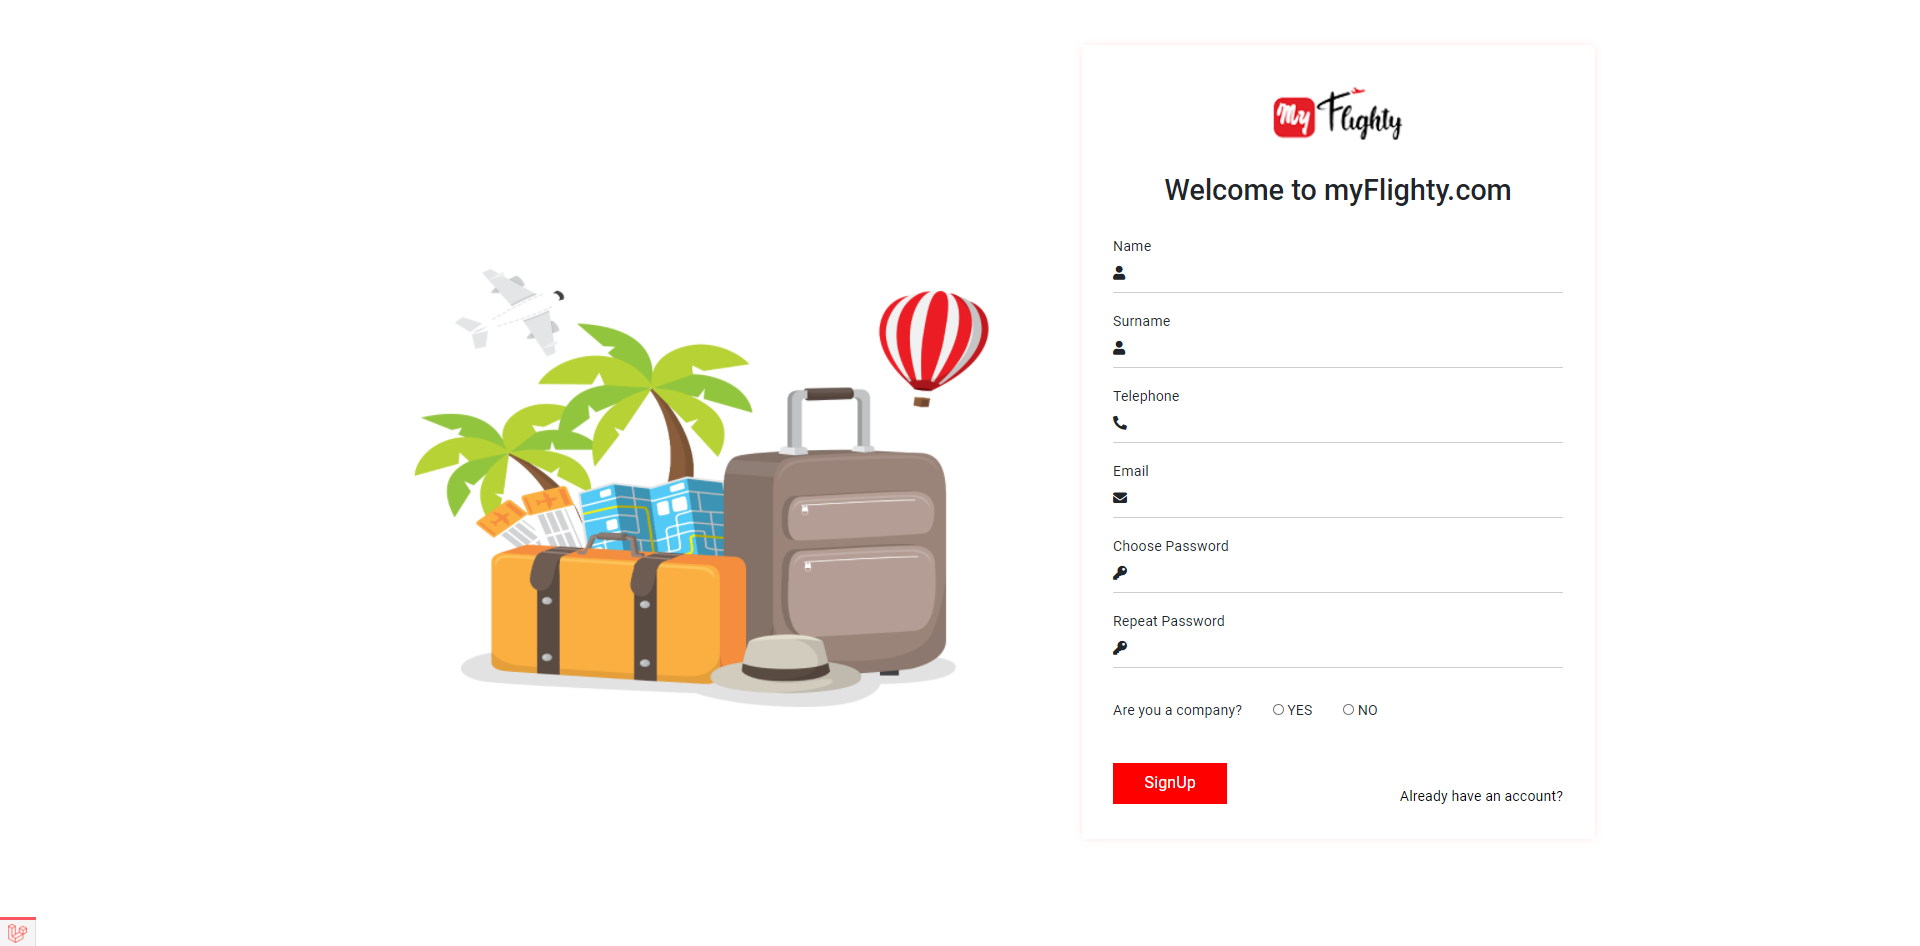 My Flighty
Welcome to myFlighty.com
Name
Surname
Telephone
Email
Choose Password
Repeat Password
Are you a company? YES NO
SignUp
Already have an account?